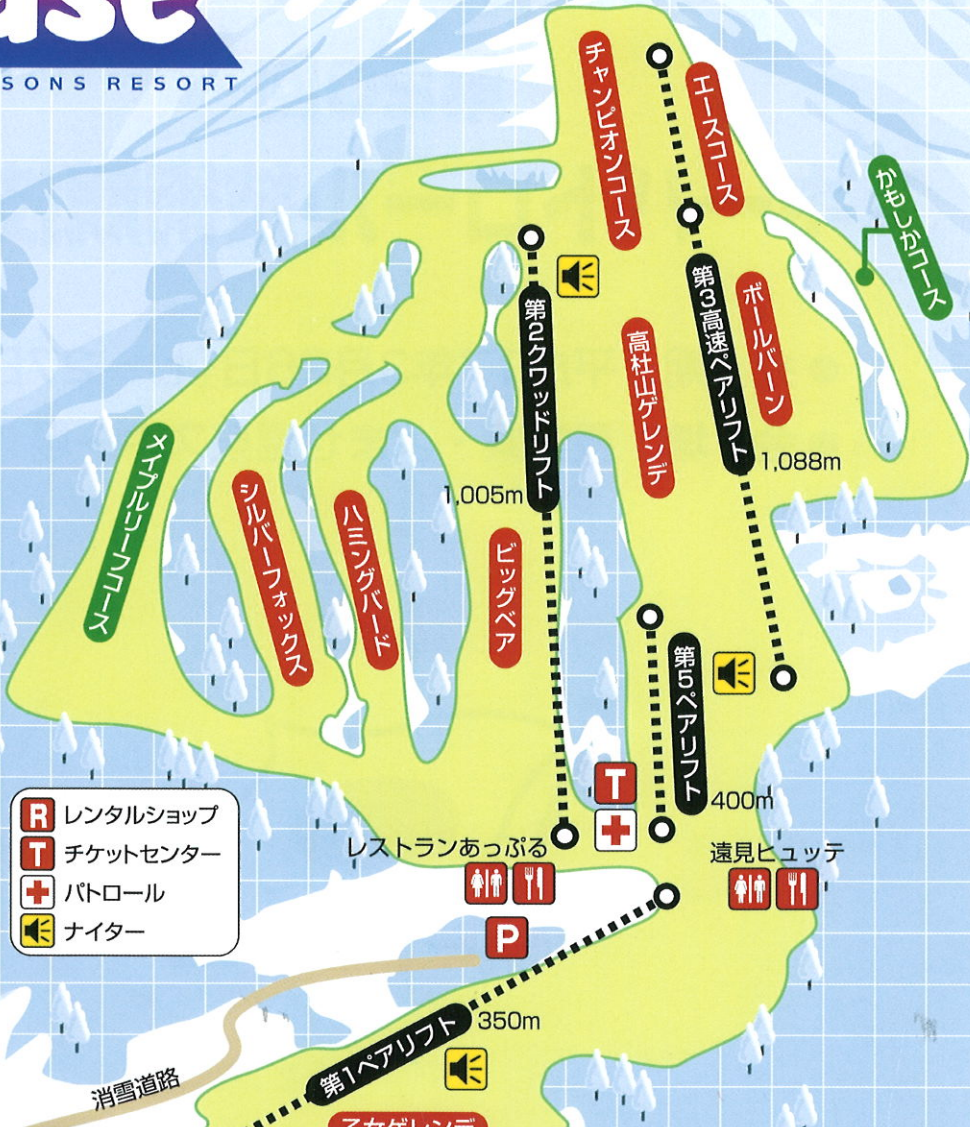 SONS RESORT
チャンピオンコース
エースコース
かもしかコース
第2クワッドリフト
第3高速ペアリフト
ボールバーン
高社山ゲレンデ
1,088m
1,005m
メイプルリーフコース
シルバーフォックス
ハミングバード
ビッグベア
第5ペアリフト
400m
T
R レンタルショップ
T チケットセンター
パトロール
ナイター
レストランあっぷる
遠見ヒュッテ
P
350m
第1ペアリフト
消雪道路